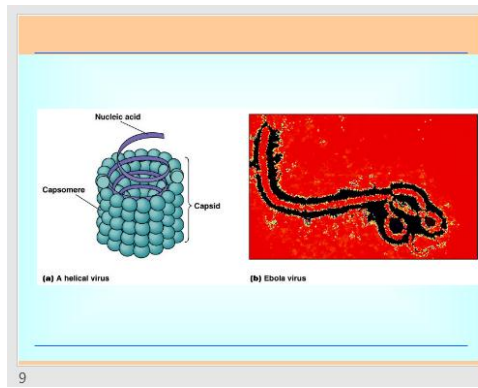 Nucleic acid
Capsomere
Capsid
(a) A helical virus
(b) Ebola virus
9